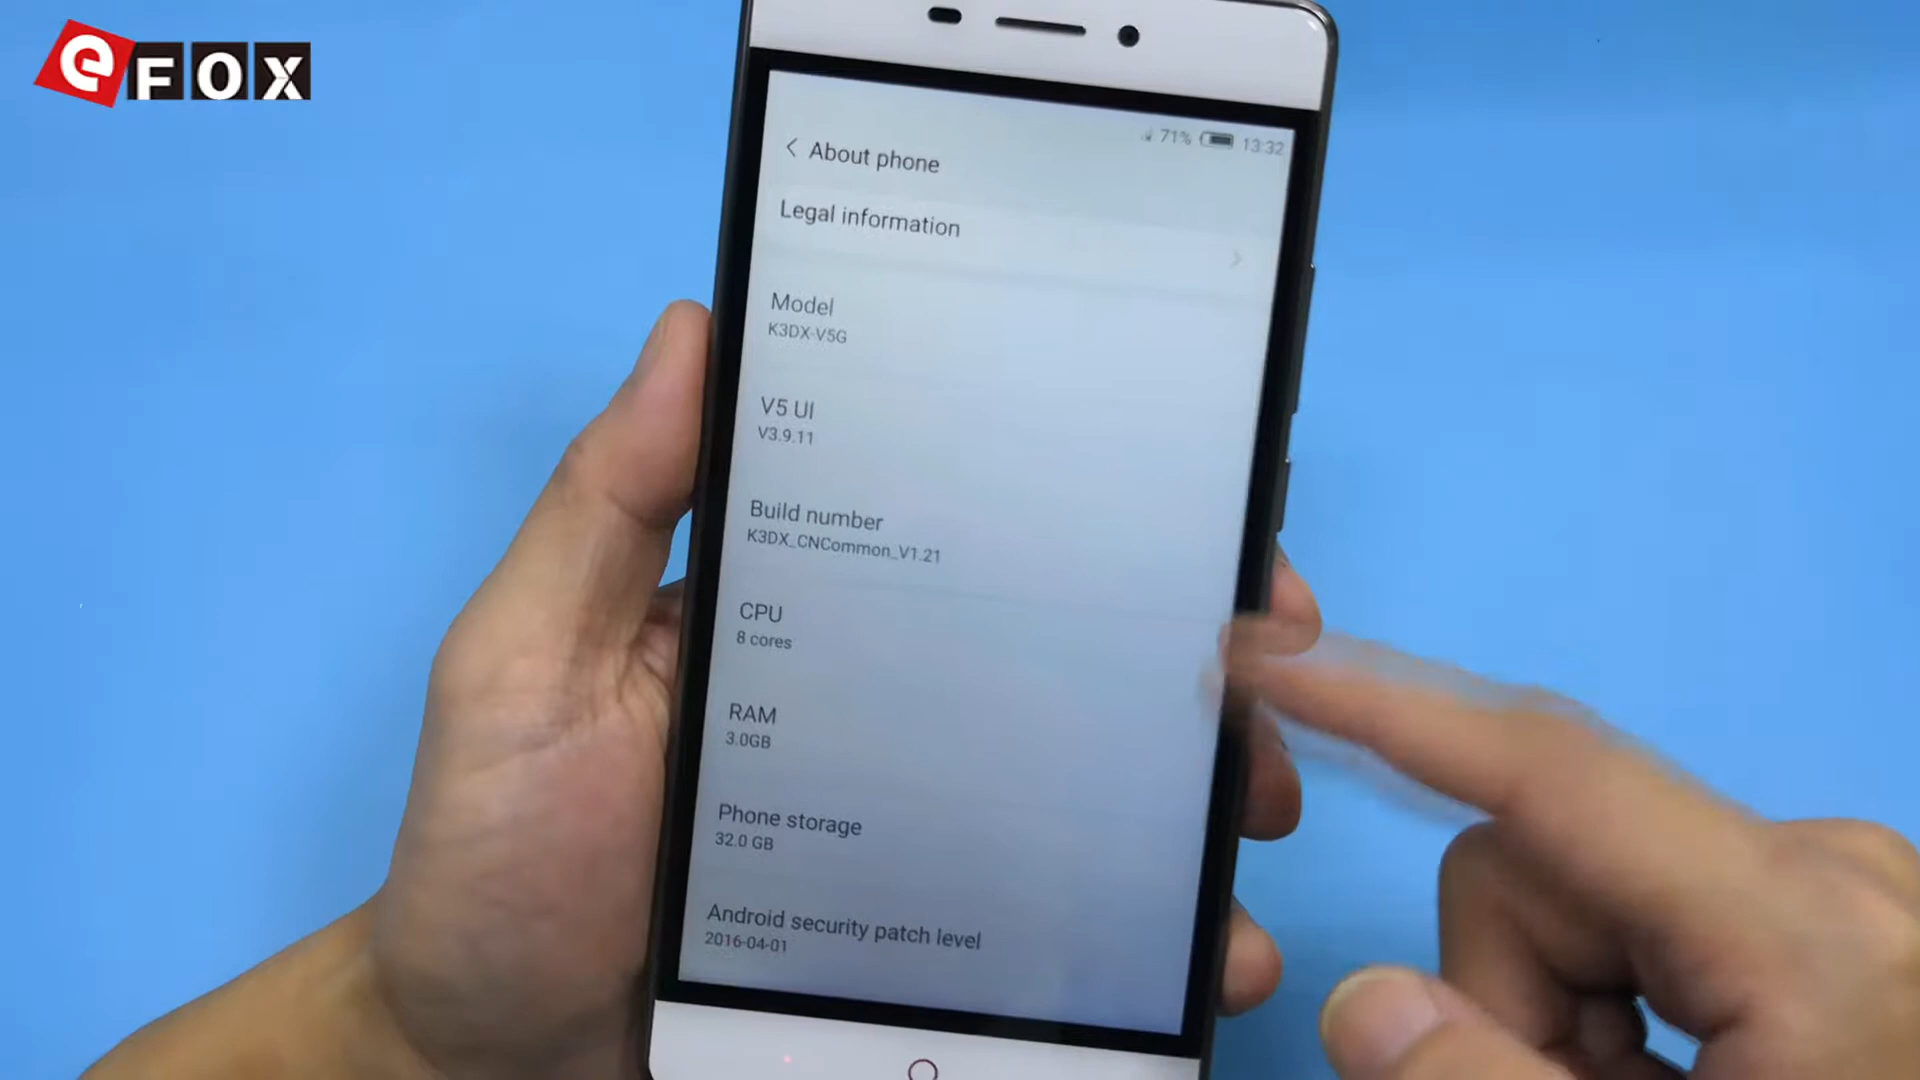 eFOX
71% 13:32
About phone
Legal information
Model
K3DX-V5G
V5 UI
V3.9.11
Build number
K3DX_CNCommon_V1.21
CPU
8 cores
RAM
3.0GB
Phone storage
32.0 GB
Android security patch level
2016-04-01